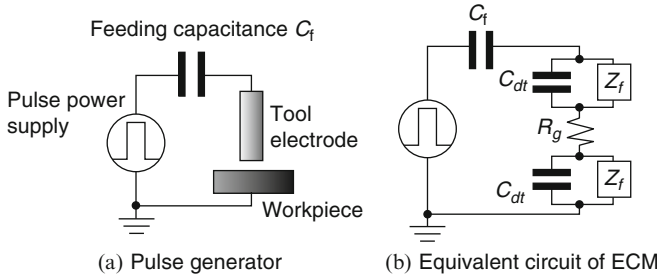 Feeding capacitance Cf
Pulse power
supply
Tool
electrode
Workpiece
(a) Pulse generator
Cf
Cdt
Zf
Rg
Cdt
Zf
(b) Equivalent circuit of ECM